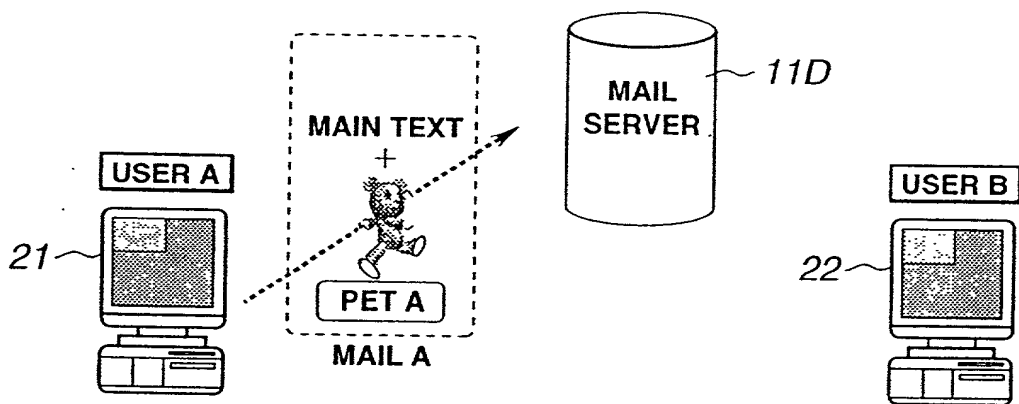 MAIL
SERVER
11D
MAIN TEXT
+
USER A
USER B
21
22
PET A
MAIL A